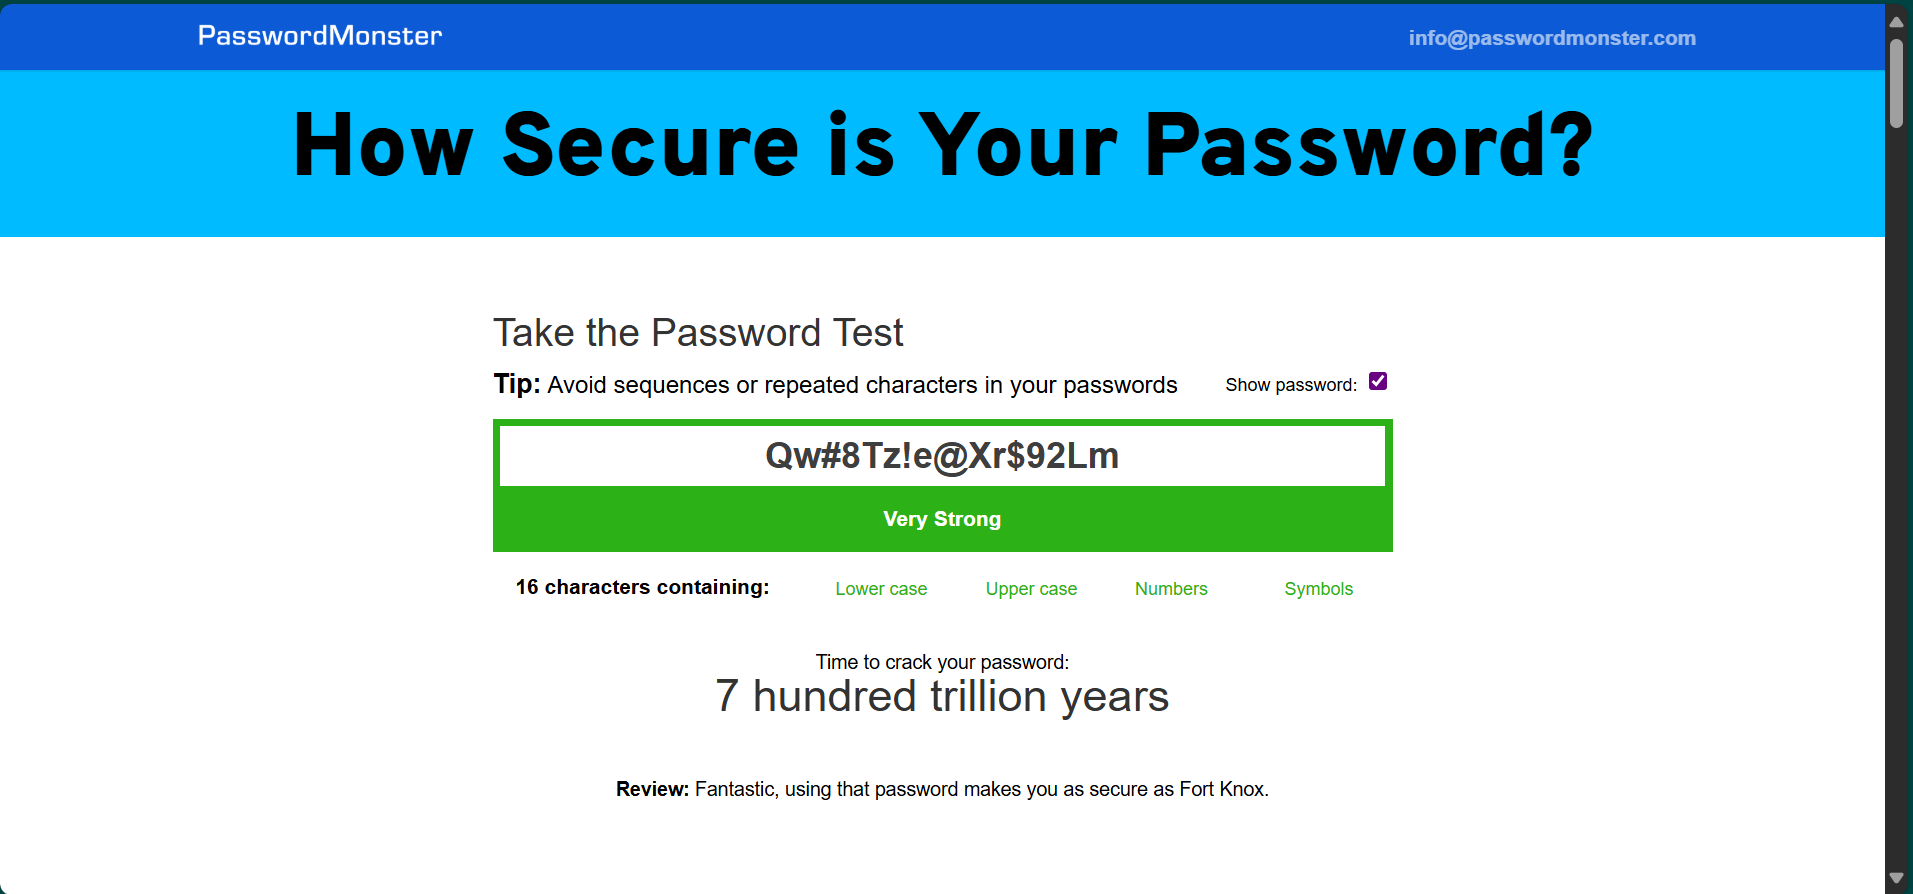 PasswordMonster
info@passwordmonster.com
How Secure is Your Password?
Take the Password Test
Tip: Avoid sequences or repeated characters in your passwords
Show password:
Qw#8Tz!e@Xr$92Lm
Very Strong
16 characters containing:
Lower case
Upper case
Numbers
Symbols
Time to crack your password:
7 hundred trillion years
Review: Fantastic, using that password makes you as secure as Fort Knox.